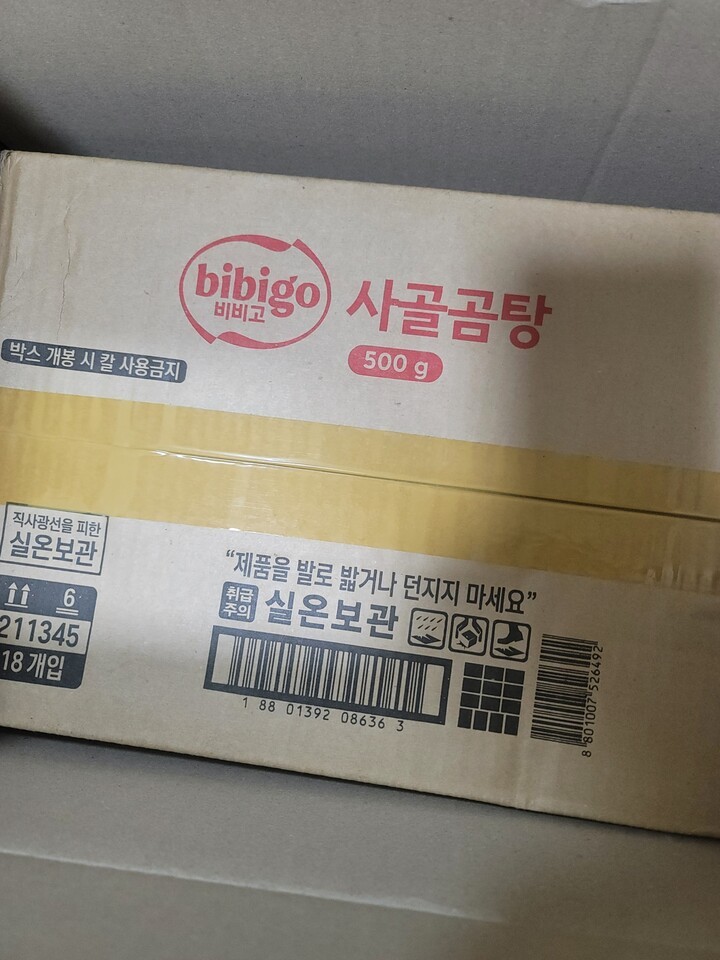 bibigo
비비고
사골곰탕
500 g
박스 개봉 시 칼 사용금지
직사광선을 피한
실온보관
6
211345
18개입
“제품을 발로 밟거나 던지지 마세요”
취급
주의
실온보관
1 88 01392 08636 3
8 801007 526492